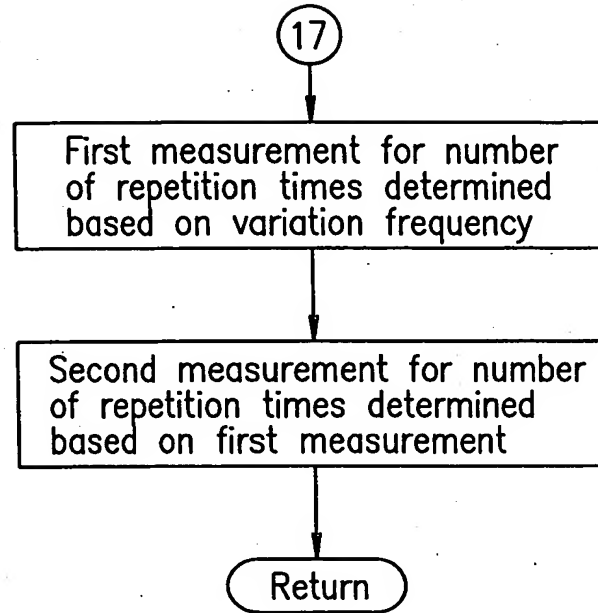 17
First measurement for number
of repetition times determined
based on variation frequency
Second measurement for number
of repetition times determined
based on first measurement
Return